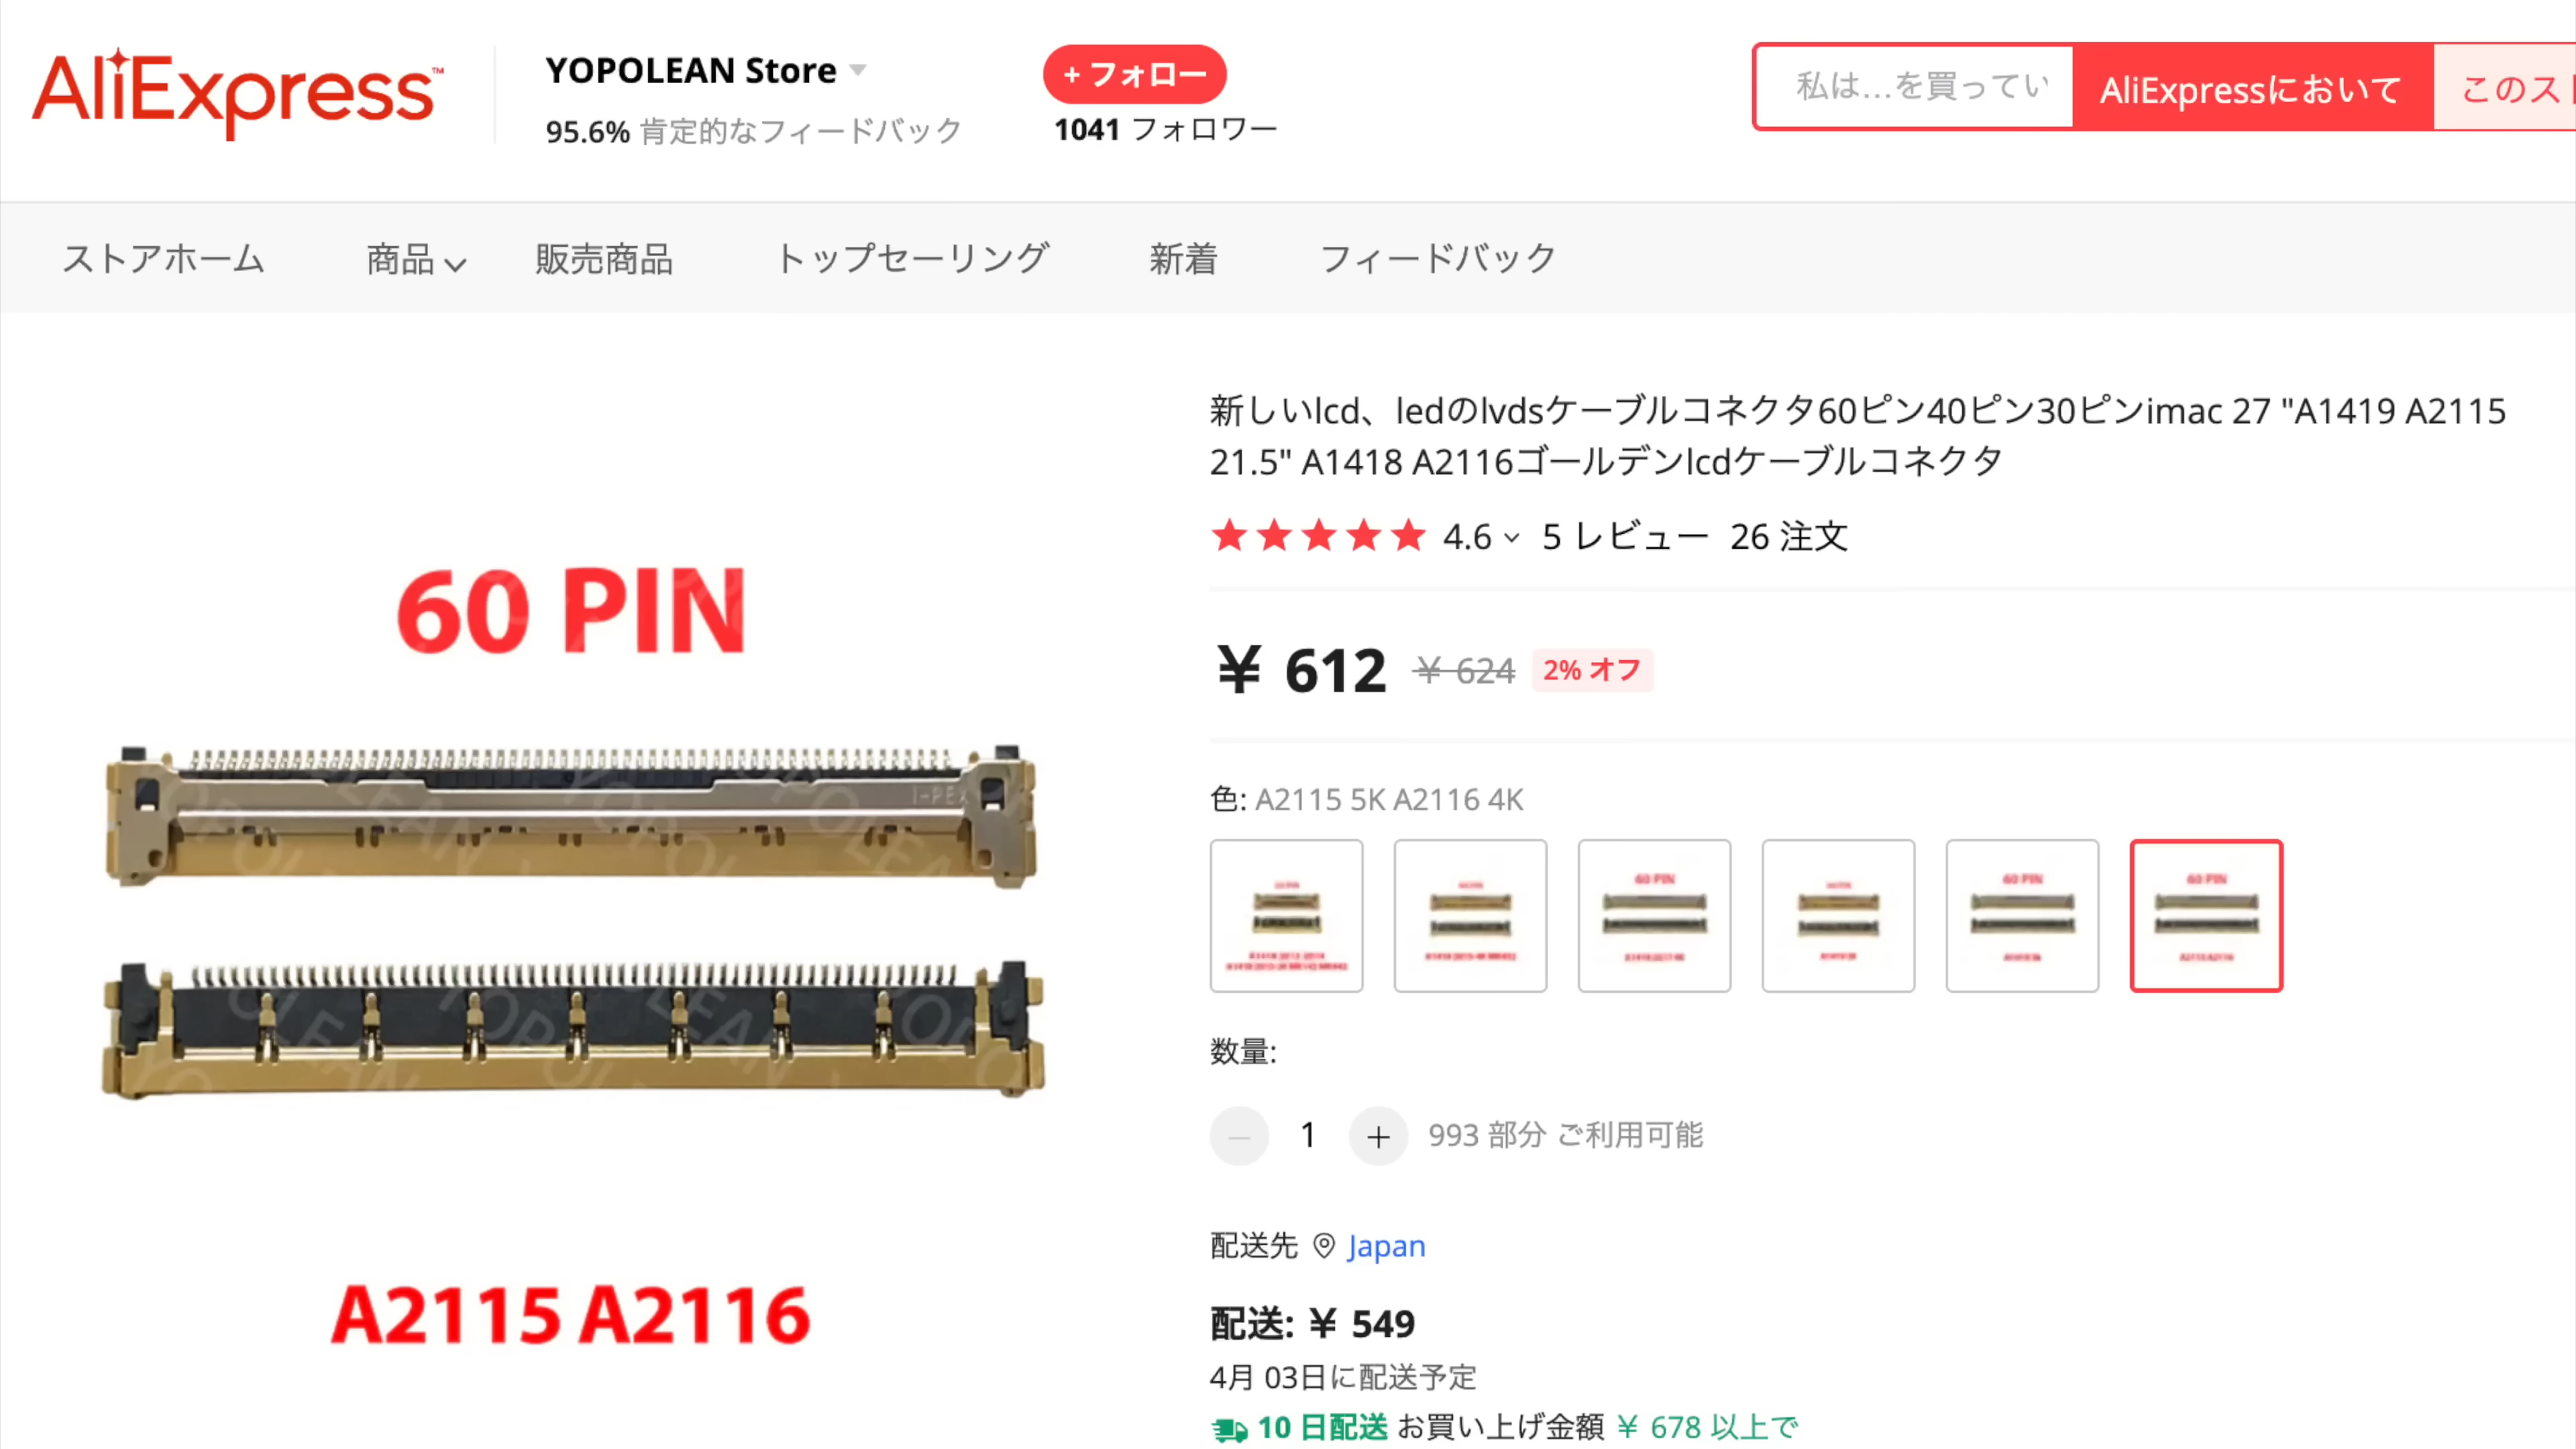 AliExpress™
YOPOLEAN Store
95.6% 肯定的なフィードバック
+ フォロー
1041 フォロワー
私は...を買ってい
AliExpressにおいて
このスト
ストアホーム 商品 販売商品 トップセーリング 新着 フィードバック
新しいlcd、ledのlvdsケーブルコネクタ60ピン40ピン30ピンimac 27 "A1419 A2115
21.5" A1418 A2116ゴールデンlcdケーブルコネクタ
4.6 5 レビュー 26 注文
¥ 612 ¥ 624 2% オフ
色: A2115 5K A2116 4K
60 PIN
60 PIN
60 PIN
数量:
1 993 部分 ご利用可能
配送先 Japan
配送: ¥ 549
4月 03日に配送予定
10 日配送 お買い上げ金額 ¥ 678 以上で
60 PIN
YOPOLEAN
A2115 A2116